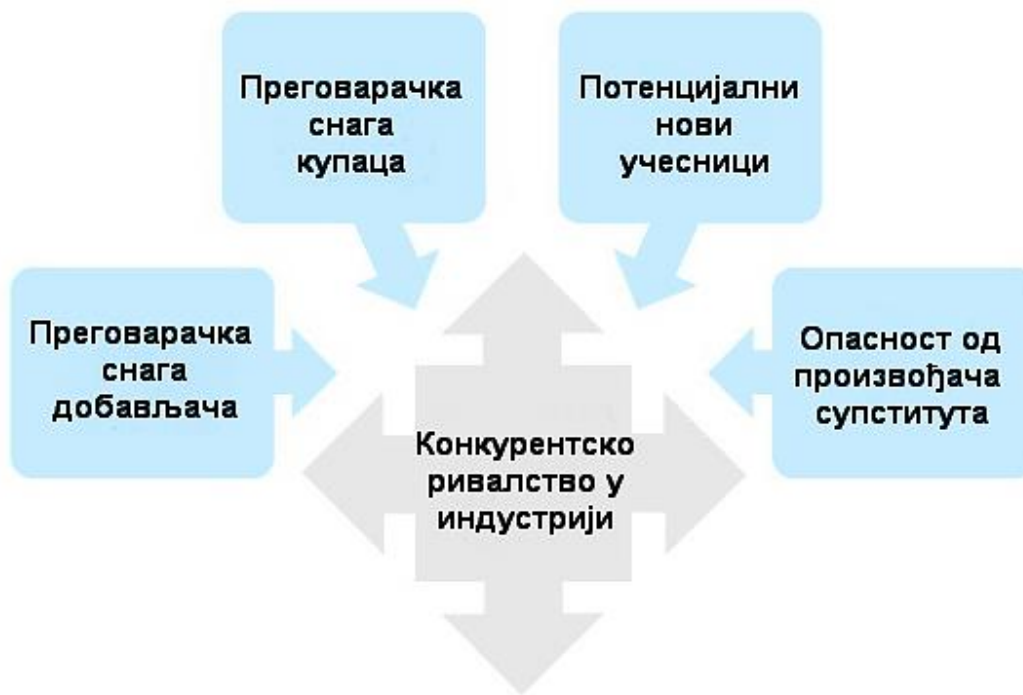 Преговарачка
снага
купаца
Потенцијални
нови
учесници
Преговарачка
снага
добављача
Опасност од
произвођача
супститута
Конкурентско
ривалство у
индустрији